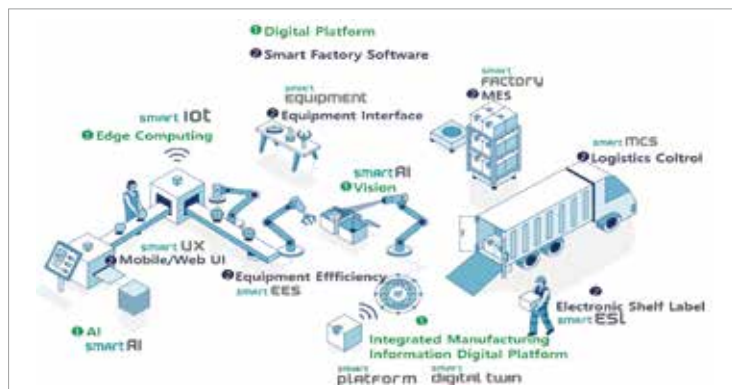 ❶ Digital Platform
❷ Smart Factory Software
smart FACTORY
❷ MES
smart EQUIPMENT
❷ Equipment Interface
smart IOT
❶ Edge Computing
smart MCS
❷ Logistics Coltrol
smart AI
❶ Vision
smart UX
❷ Mobile/Web UI
❷ Equipment Effficiency
smart EES
❷
Electronic Shelf Label
smart ESL
❶ AI
smart AI
❶
Integrated Manufacturing
Information Digital Platform
smart platform
smart digital twin